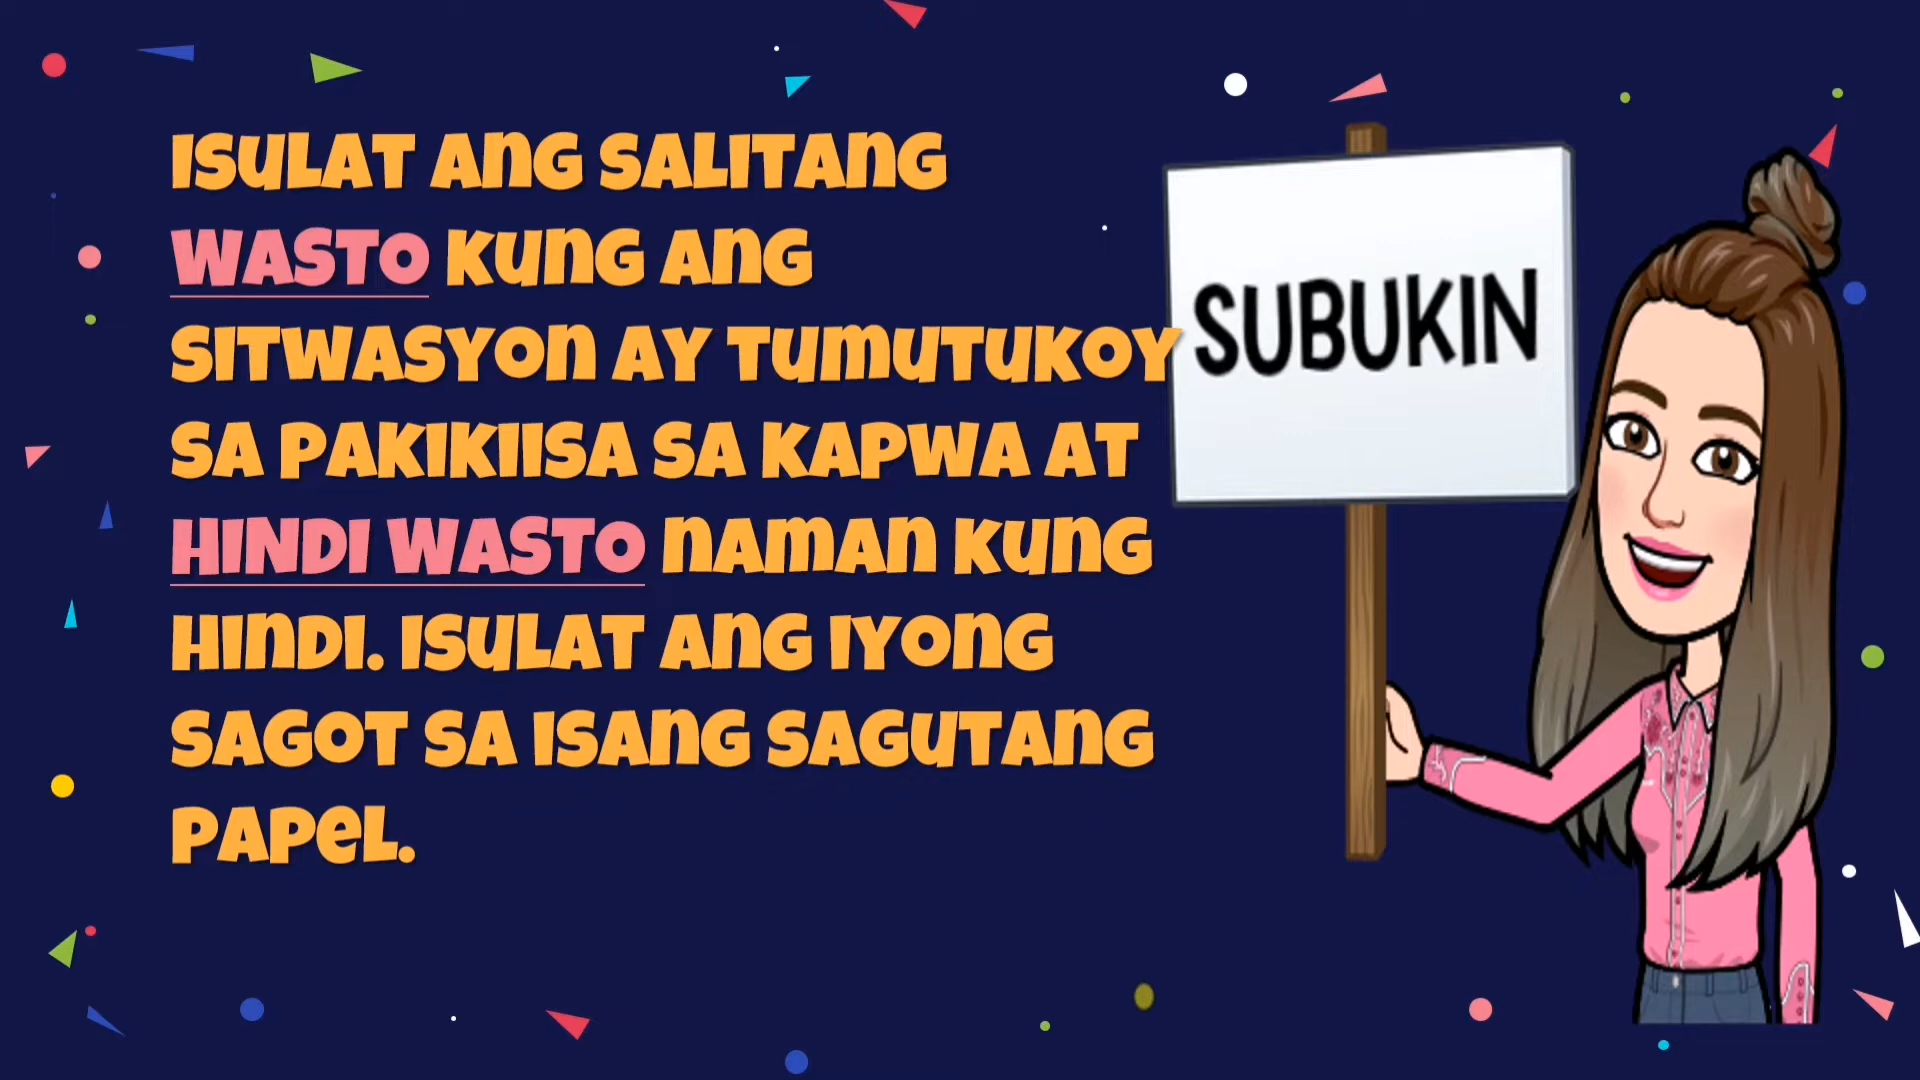 ISULAT ANG SALITANG
WASTO KUNG ANG
SITWASYON AY TUMUTUKOY
SA PAKIKIISA SA KAPWA AT
HINDI WASTO NAMAN KUNG
HINDI. ISULAT ANG IYONG
SAGOT SA ISANG SAGUTANG
PAPEL.
SUBUKIN